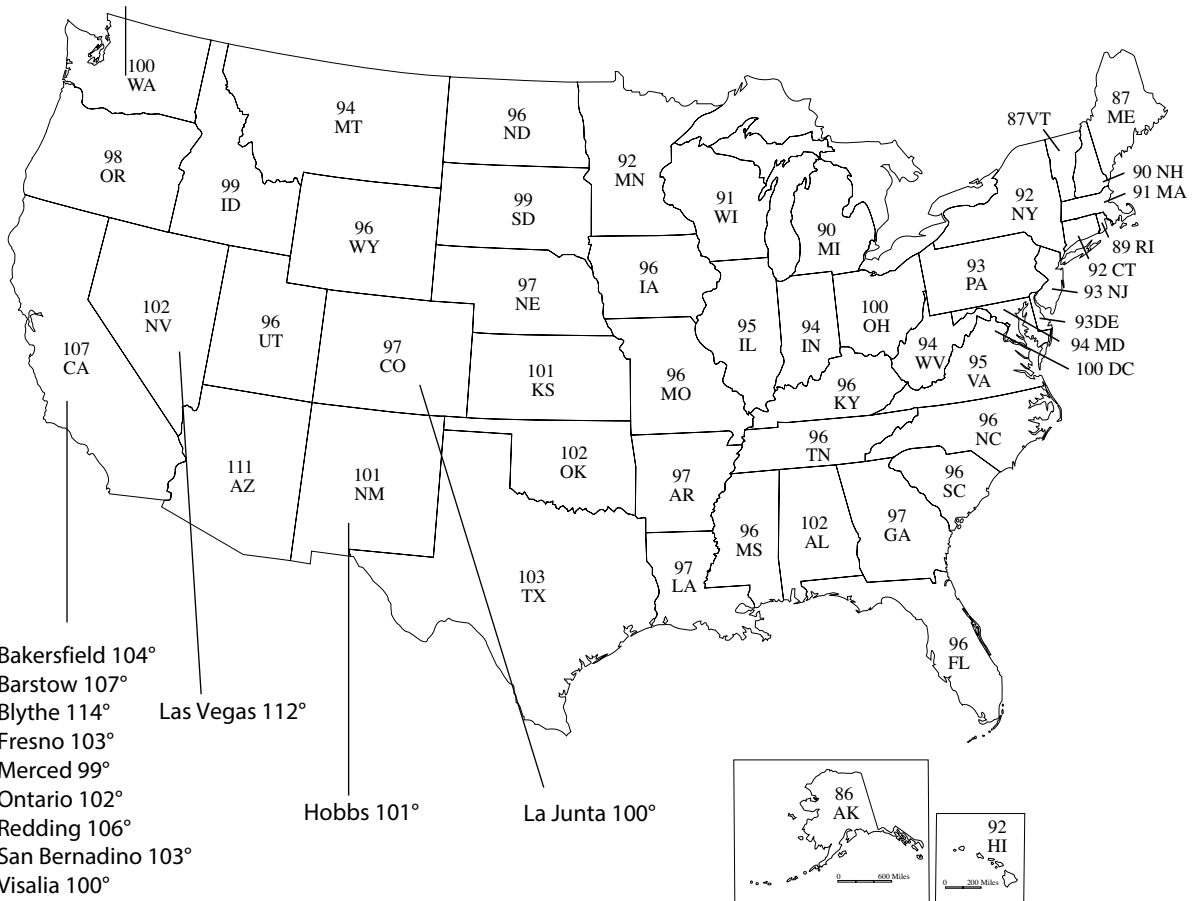 100
WA
94
MT
96
ND
92
MN
87
ME
87VT
98
OR
99
ID
96
WY
99
SD
91
WI
90
MI
92
NY
90 NH
91 MA
89 RI
92 CT
93 NJ
93
PA
93DE
94 MD
100 DC
96
IA
97
NE
102
NV
96
UT
97
CO
107
CA
101
KS
96
MO
95
IL
94
IN
100
OH
94
WV
95
VA
96
KY
96
NC
96
TN
111
AZ
101
NM
102
OK
97
AR
96
SC
96
MS
102
AL
97
GA
103
TX
97
LA
96
FL
Bakersfield 104°
Barstow 107°
Blythe 114°
Fresno 103°
Merced 99°
Ontario 102°
Redding 106°
San Bernadino 103°
Visalia 100°
Las Vegas 112°
Hobbs 101°
La Junta 100°
86
AK
0 600 Miles
92
HI
0 200 Miles